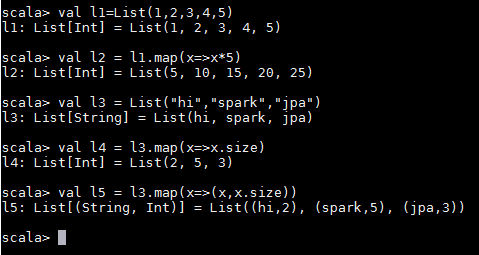 scala> val l1=List(1,2,3,4,5)
l1: List[Int] = List(1, 2, 3, 4, 5)
scala> val l2 = l1.map(x=>x*5)
l2: List[Int] = List(5, 10, 15, 20, 25)
scala> val l3 = List("hi","spark","jpa")
l3: List[String] = List(hi, spark, jpa)
scala> val l4 = l3.map(x=>x.size)
l4: List[Int] = List(2, 5, 3)
scala> val l5 = l3.map(x=>(x,x.size))
l5: List[(String, Int)] = List((hi,2), (spark,5), (jpa,3))
scala>